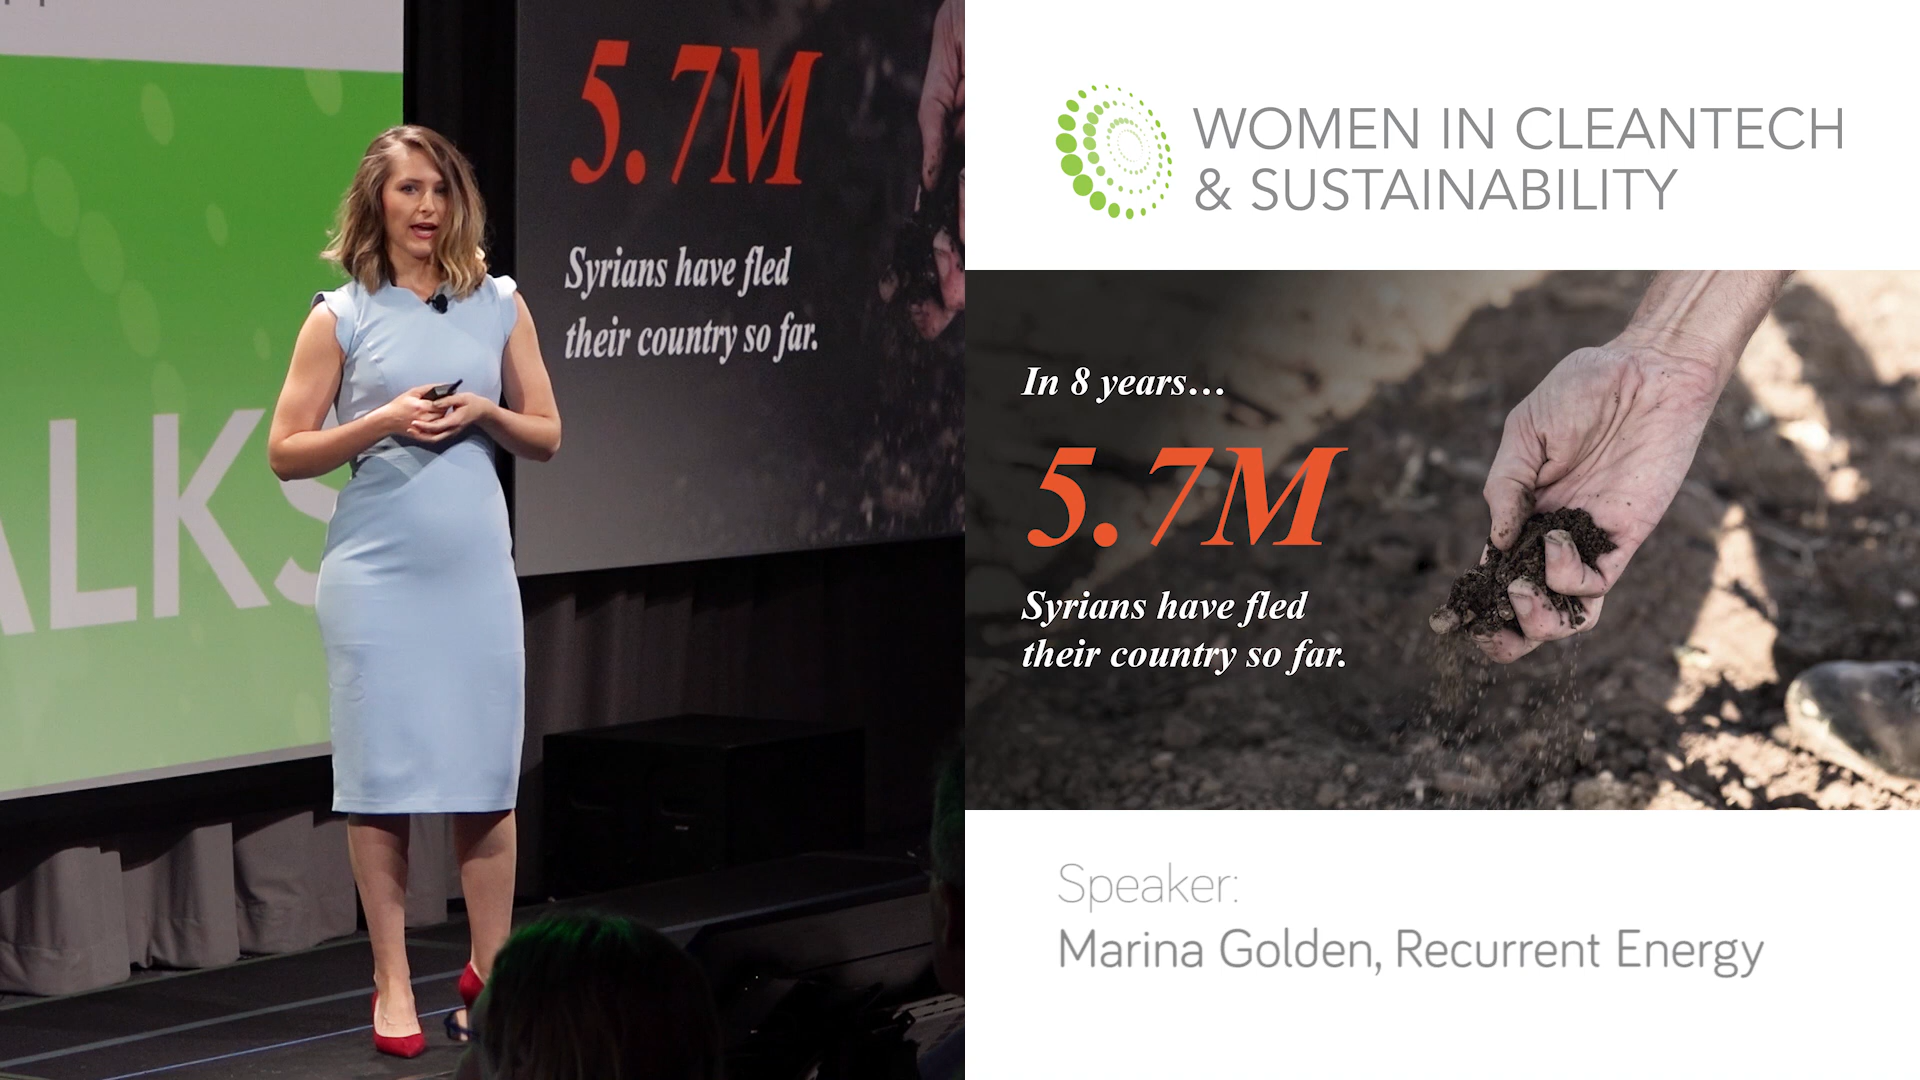 5.7M
Syrians have fled
their country so far.
ALKS
WOMEN IN CLEANTECH
& SUSTAINABILITY
In 8 years...
5.7M
Syrians have fled
their country so far.
Speaker:
Marina Golden, Recurrent Energy